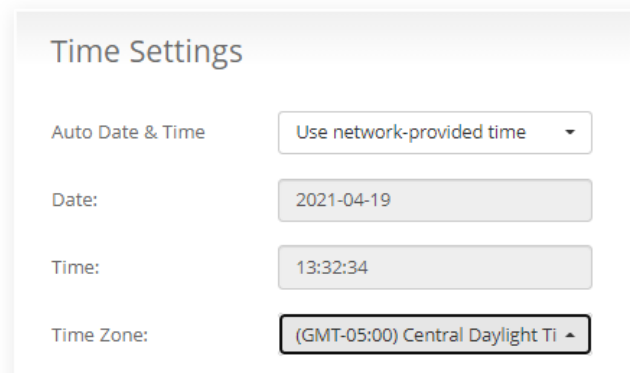 Time Settings
Auto Date & Time Use network-provided time
Date: 2021-04-19
Time: 13:32:34
Time Zone: (GMT-05:00) Central Daylight Ti